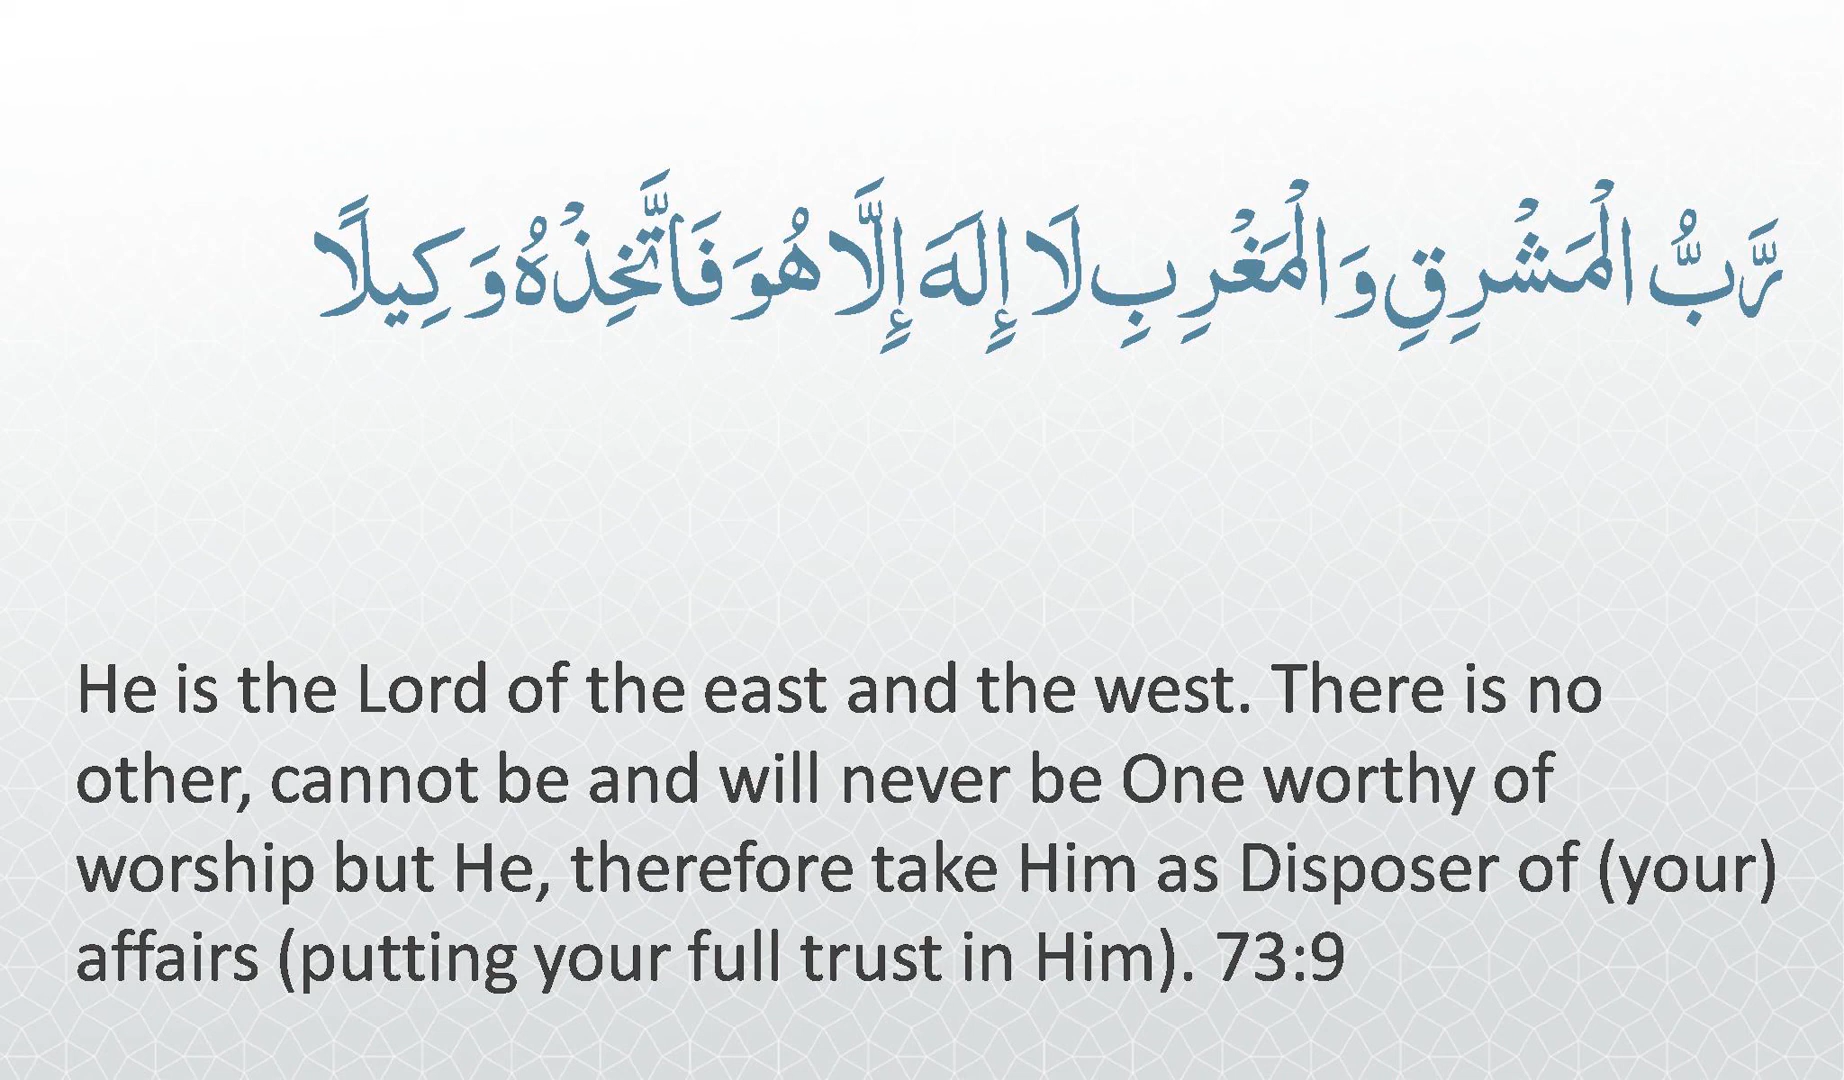 رَّبُّ الْمَشْرِقِ وَالْمَغْرِبِ لَا إِلَهَ إِلَّا هُوَ فَاتَّخِذْهُ وَكِيلًا
He is the Lord of the east and the west. There is no
other, cannot be and will never be One worthy of
worship but He, therefore take Him as Disposer of (your)
affairs (putting your full trust in Him). 73:9